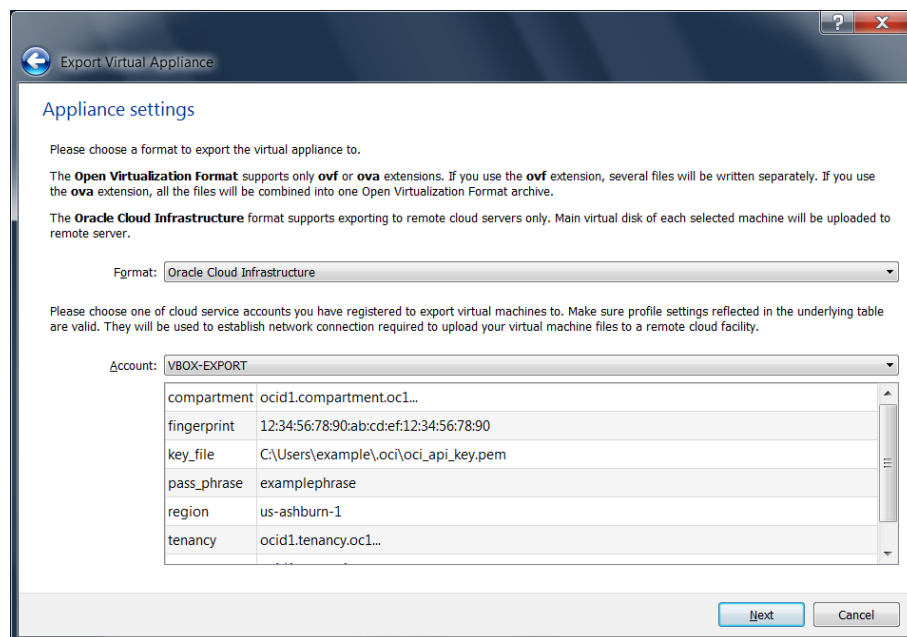 Export Virtual Appliance
Appliance settings
Please choose a format to export the virtual appliance to.
The Open Virtualization Format supports only ovf or ova extensions. If you use the ovf extension, several files will be written separately. If you use
the ova extension, all the files will be combined into one Open Virtualization Format archive.
The Oracle Cloud Infrastructure format supports exporting to remote cloud servers only. Main virtual disk of each selected machine will be uploaded to
remote server.
Format: Oracle Cloud Infrastructure
Please choose one of cloud service accounts you have registered to export virtual machines to. Make sure profile settings reflected in the underlying table
are valid. They will be used to establish network connection required to upload your virtual machine files to a remote cloud facility.
Account: VBOX-EXPORT
compartment ocid1.compartment.oc1...
fingerprint 12:34:56:78:90:ab:cd:ef:12:34:56:78:90
key_file C:\Users\example\.oci\oci_api_key.pem
pass_phrase examplephrase
region us-ashburn-1
tenancy ocid1.tenancy.oc1...
Next Cancel